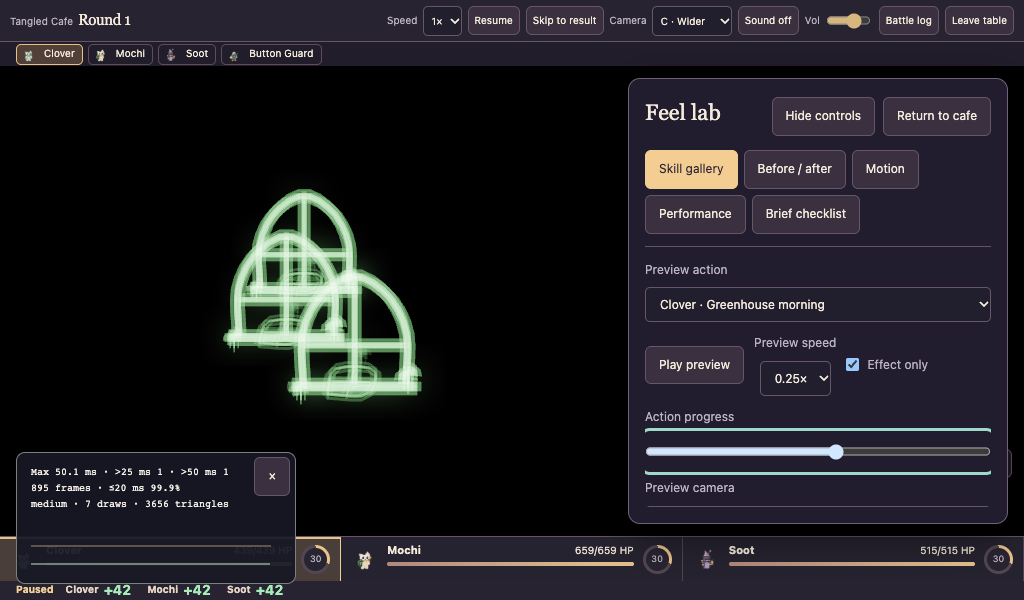 Tangled Cafe Round 1
Speed 1× Resume Skip to result Camera C · Wider Sound off Vol Battle log Leave table
Clover Mochi Soot Button Guard
Feel lab Hide controls Return to cafe
Skill gallery Before / after Motion
Performance Brief checklist
Preview action
Clover · Greenhouse morning
Preview speed
Play preview 0.25× Effect only
Action progress
Preview camera
Max 50.1 ms · >25 ms 1 · >50 ms 1 ×
895 frames · ≤20 ms 99.9%
medium · 7 draws · 3656 triangles
Clover 30 Mochi 659/659 HP 30 Soot 515/515 HP 30
Paused Clover +42 Mochi +42 Soot +42